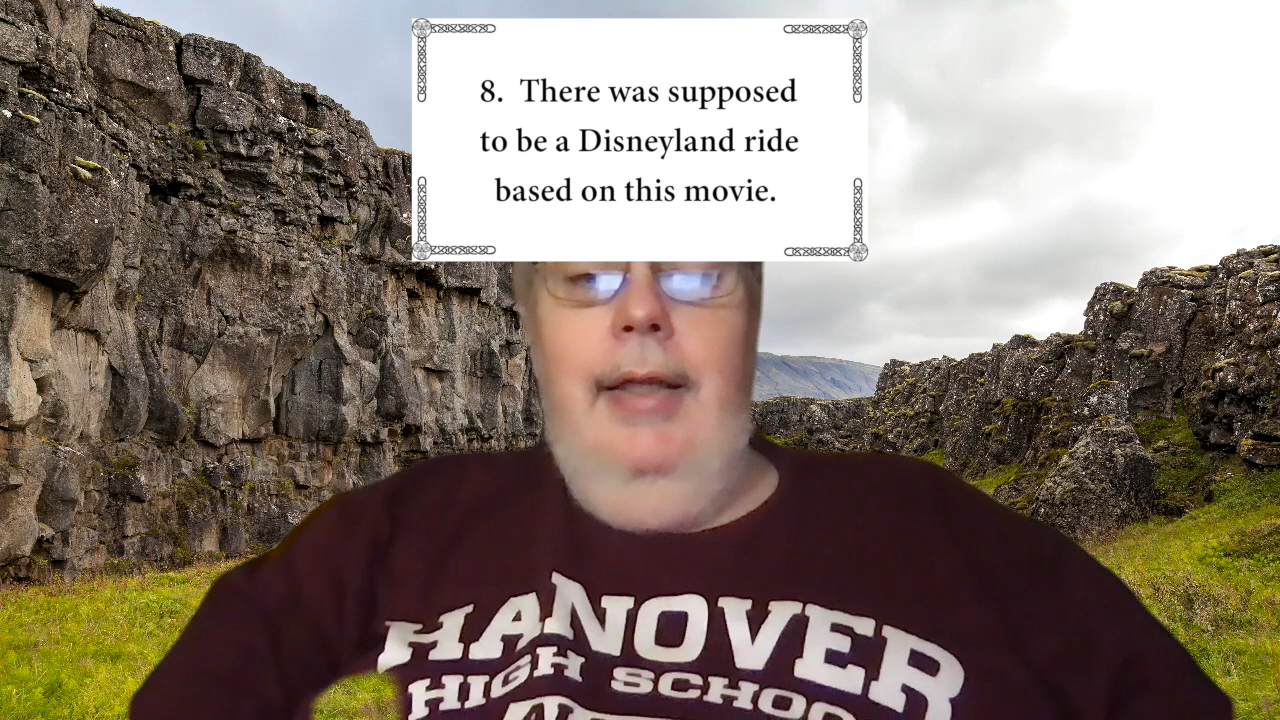 8. There was supposed
to be a Disneyland ride
based on this movie.
HANOVER
HIGH SCHOO